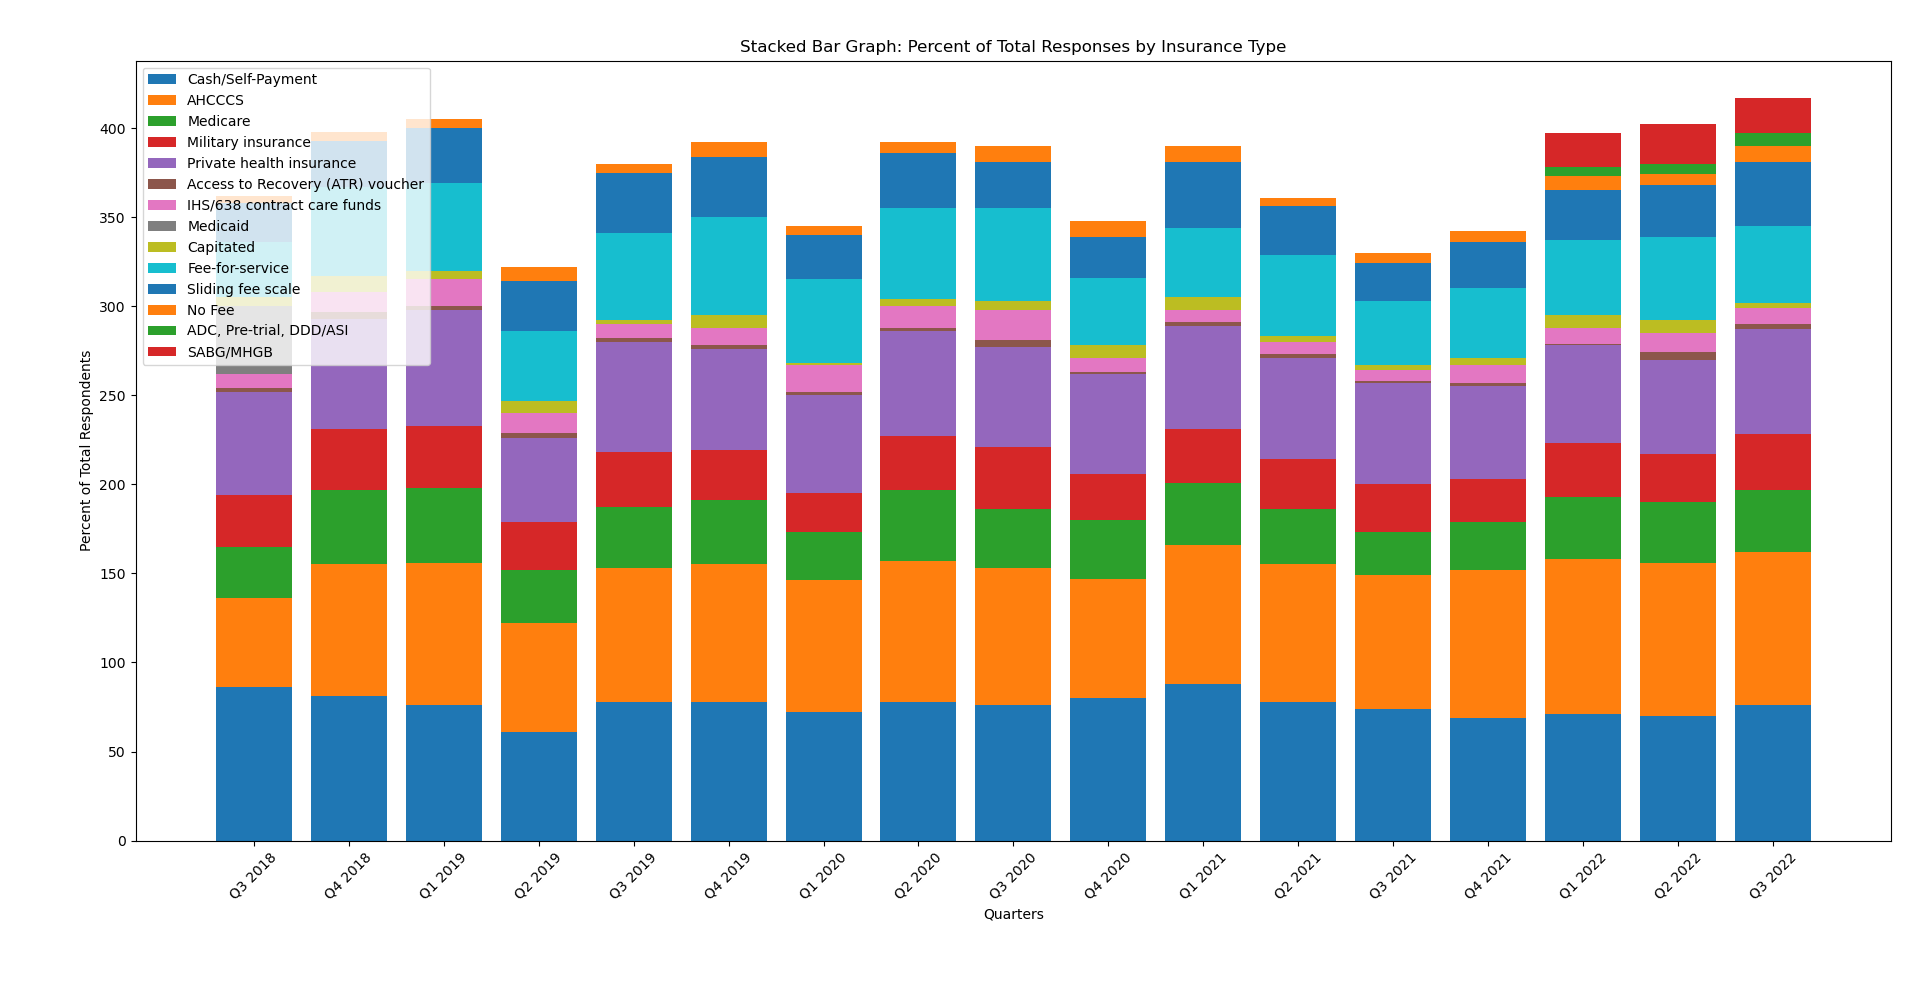 Stacked Bar Graph: Percent of Total Responses by Insurance Type
Cash/Self-Payment
AHCCCS
Medicare
Military insurance
Private health insurance
Access to Recovery (ATR) voucher
IHS/638 contract care funds
Medicaid
Capitated
Fee-for-service
Sliding fee scale
No Fee
ADC, Pre-trial, DDD/ASI
SABG/MHGB
Percent of Total Respondents
400
350
300
250
200
150
100
50
0
Q3 2018
Q4 2018
Q1 2019
Q2 2019
Q3 2019
Q4 2019
Q1 2020
Q2 2020
Q3 2020
Q4 2020
Q1 2021
Q2 2021
Q3 2021
Q4 2021
Q1 2022
Q2 2022
Q3 2022
Quarters